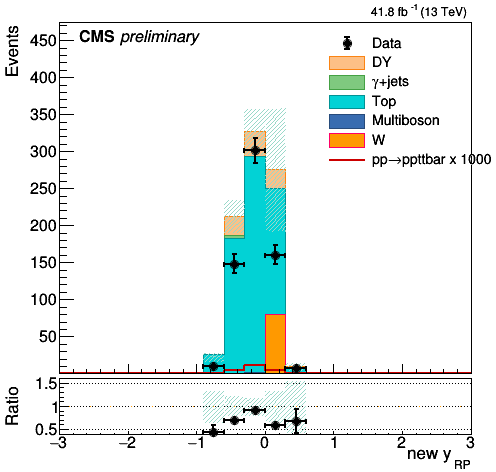 41.8 fb⁻¹ (13 TeV)
CMS preliminary
Events
450
400
350
300
250
200
150
100
50
Data
DY
γ+jets
Top
Multiboson
W
pp→ppttbar x 1000
Ratio
1.5
1
0.5
−3 −2 −1 0 1 2 3
new y_RP